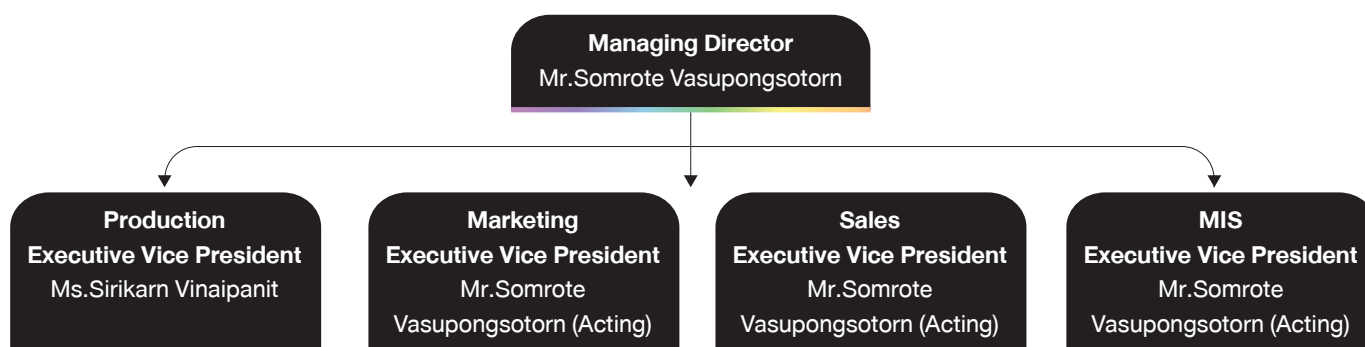 Managing Director
Mr.Somrote Vasupongsotorn
Production
Executive Vice President
Ms.Sirikarn Vinaipanit
Marketing
Executive Vice President
Mr.Somrote
Vasupongsotorn (Acting)
Sales
Executive Vice President
Mr.Somrote
Vasupongsotorn (Acting)
MIS
Executive Vice President
Mr.Somrote
Vasupongsotorn (Acting)